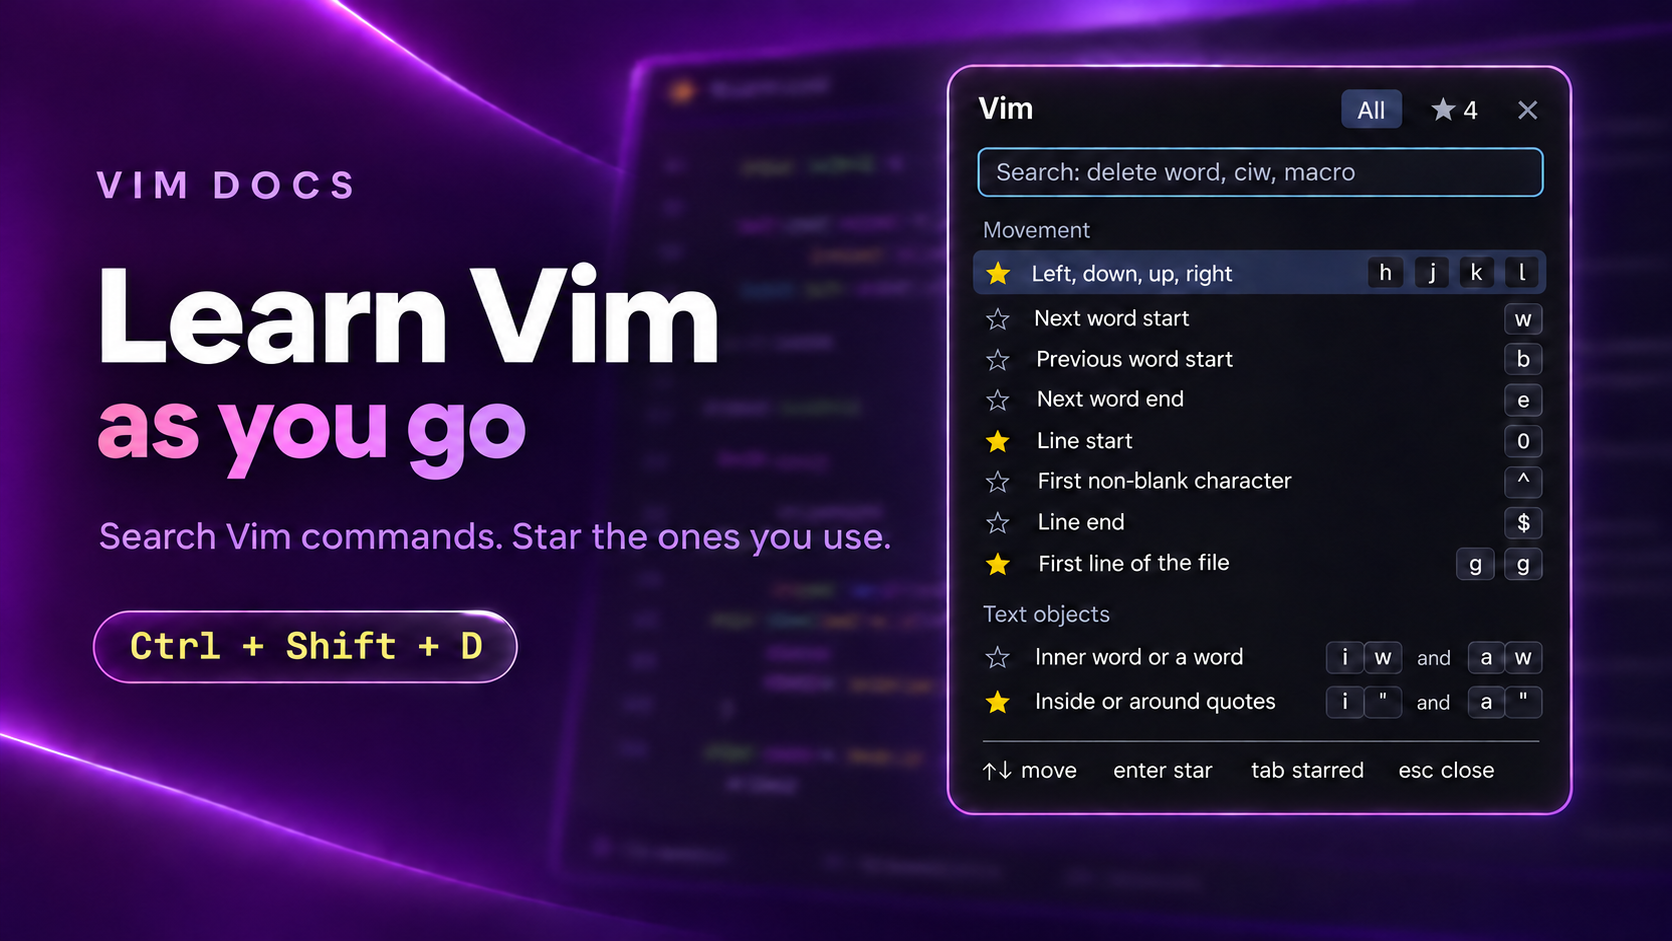 VIM DOCS
Learn Vim
as you go
Search Vim commands. Star the ones you use.
Ctrl + Shift + D
Vim All ★ 4 ✕
Search: delete word, ciw, macro
Movement
★ Left, down, up, right h j k l
☆ Next word start w
☆ Previous word start b
☆ Next word end e
★ Line start 0
☆ First non-blank character ^
☆ Line end $
★ First line of the file g g
Text objects
☆ Inner word or a word i w and a w
★ Inside or around quotes i " and a "
↑↓ move enter star tab starred esc close